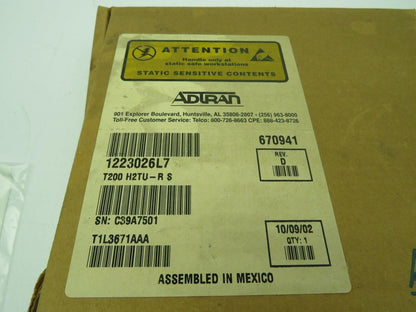 ATTENTION
Handle only at
static safe workstations
STATIC SENSITIVE CONTENTS
ADTRAN
901 Explorer Boulevard, Huntsville, AL 35806-2807 - (256) 963-8000
Toll-Free Customer Service: Telco: 800-726-8663 CPE: 888-423-8726
670941
1223026L7
T200 H2TU-R S
REV.
D
SN: C39A7501
T1L3671AAA
10/09/02
QTY: 1
ASSEMBLED IN MEXICO